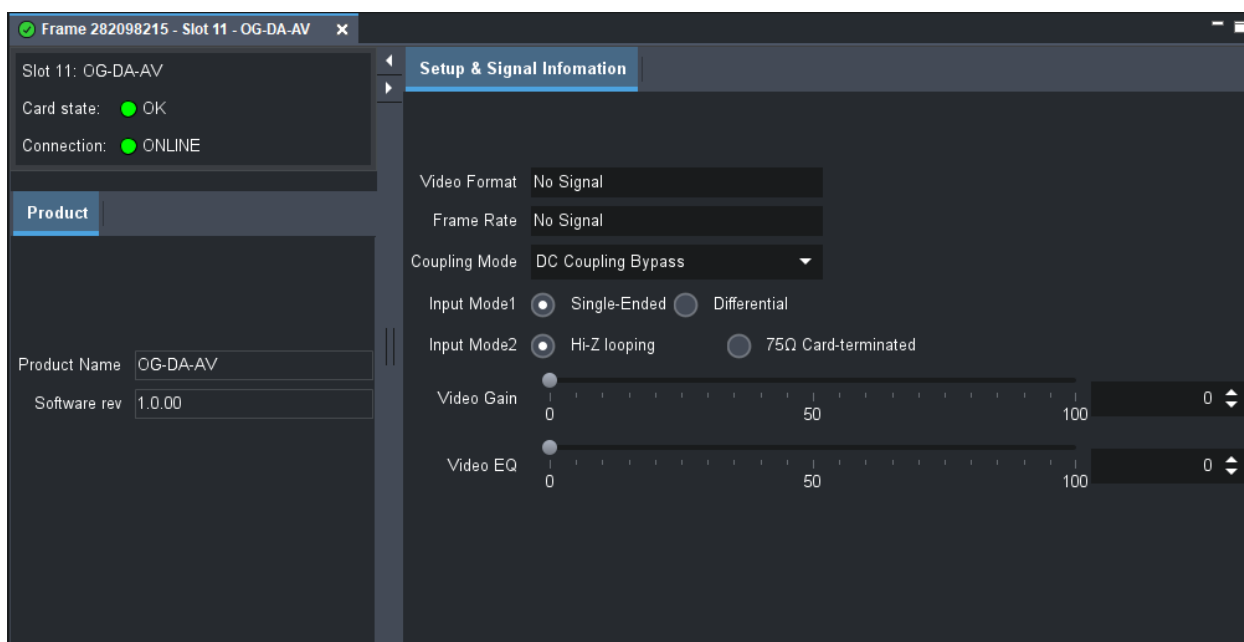 Frame 282098215 - Slot 11 - OG-DA-AV
Slot 11: OG-DA-AV
Card state: OK
Connection: ONLINE
Product
Product Name OG-DA-AV
Software rev 1.0.00
Setup & Signal Infomation
Video Format No Signal
Frame Rate No Signal
Coupling Mode DC Coupling Bypass
Input Mode1 Single-Ended Differential
Input Mode2 Hi-Z looping 75Ω Card-terminated
Video Gain 0
0 50 100
Video EQ 0
0 50 100